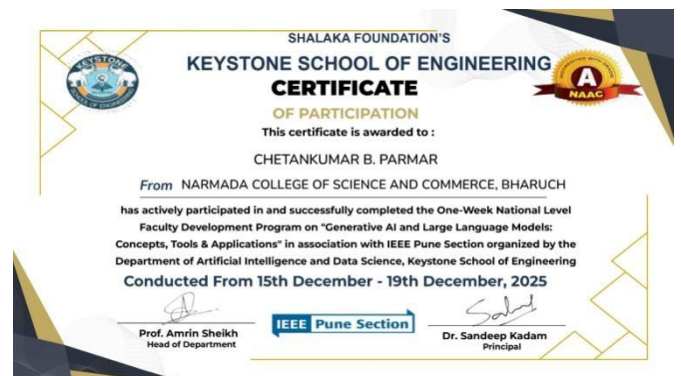 SHALAKA FOUNDATION'S
KEYSTONE SCHOOL OF ENGINEERING
CERTIFICATE
OF PARTICIPATION
This certificate is awarded to :
CHETANKUMAR B. PARMAR
From NARMADA COLLEGE OF SCIENCE AND COMMERCE, BHARUCH
has actively participated in and successfully completed the One-Week National Level
Faculty Development Program on "Generative AI and Large Language Models:
Concepts, Tools & Applications" in association with IEEE Pune Section organized by the
Department of Artificial Intelligence and Data Science, Keystone School of Engineering
Conducted From 15th December - 19th December, 2025
Prof. Amrin Sheikh
Head of Department
IEEE Pune Section
Dr. Sandeep Kadam
Principal
KEYSTONE
SCHOOL OF ENGINEERING
A
NAAC